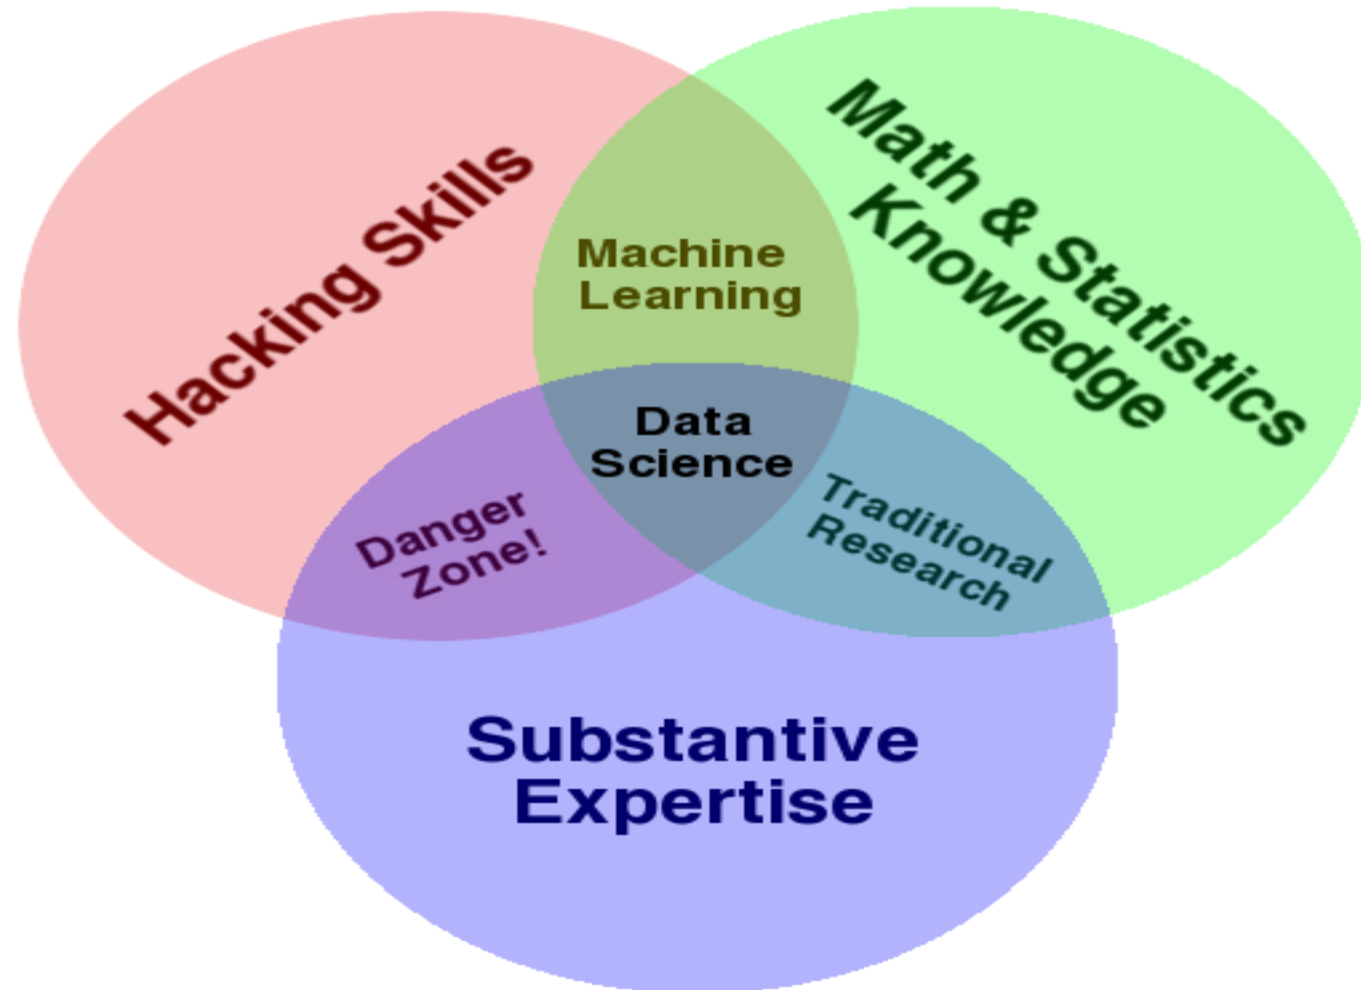 Hacking Skills
Math & Statistics
Knowledge
Machine
Learning
Data
Science
Danger
Zone!
Traditional
Research
Substantive
Expertise